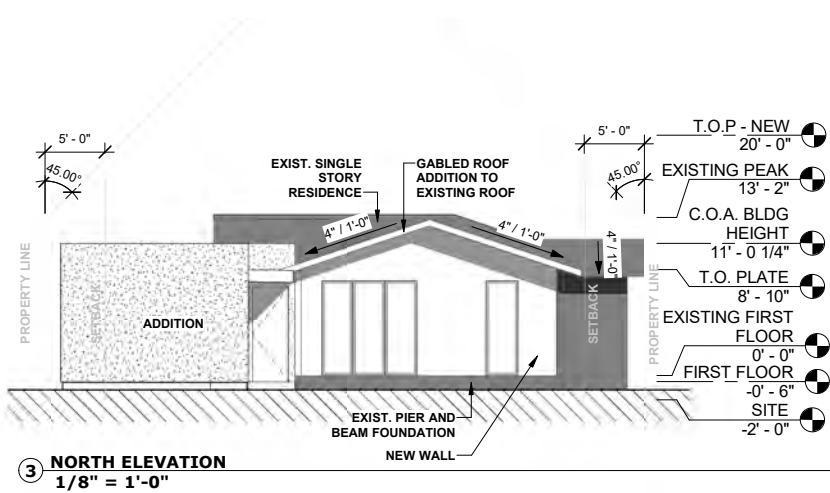 5' - 0"
45.00°
EXIST. SINGLE
STORY
RESIDENCE
GABLED ROOF
ADDITION TO
EXISTING ROOF
5' - 0"
45.00°
T.O.P - NEW
20' - 0"
EXISTING PEAK
13' - 2"
C.O.A. BLDG
HEIGHT
11' - 0 1/4"
T.O. PLATE
8' - 10"
EXISTING FIRST
FLOOR
0' - 0"
FIRST FLOOR
-0' - 6"
SITE
-2' - 0"
4" / 1'-0"
4" / 1'-0"
4" / 1'-0"
PROPERTY LINE
SETBACK
ADDITION
SETBACK
PROPERTY LINE
EXIST. PIER AND
BEAM FOUNDATION
NEW WALL
3 NORTH ELEVATION
1/8" = 1'-0"